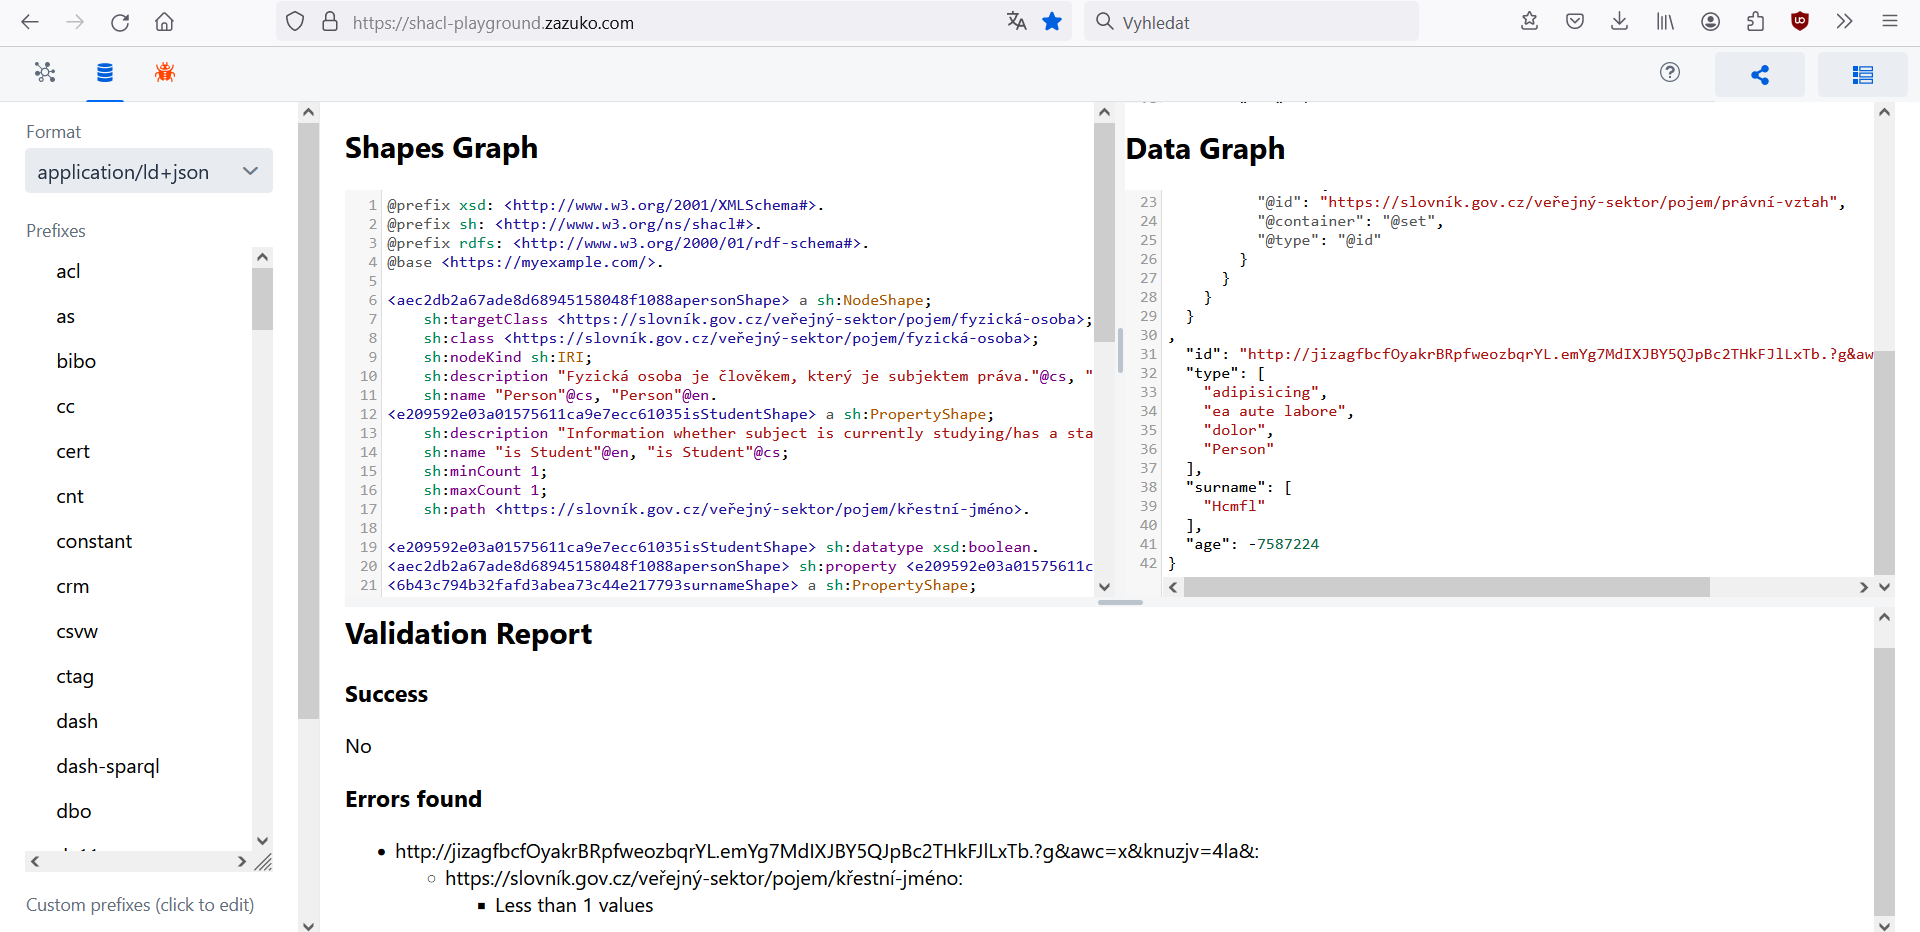 https://shacl-playground.zazuko.com
Vyhledat
Format
application/ld+json
Prefixes
acl
as
bibo
cc
cert
cnt
constant
crm
csvw
ctag
dash
dash-sparql
dbo
Custom prefixes (click to edit)
Shapes Graph
1 @prefix xsd: <http://www.w3.org/2001/XMLSchema#>.
2 @prefix sh: <http://www.w3.org/ns/shacl#>.
3 @prefix rdfs: <http://www.w3.org/2000/01/rdf-schema#>.
4 @base <https://myexample.com/>.
5
6 <aec2db2a67ade8d68945158048f1088apersonShape> a sh:NodeShape;
7 sh:targetClass <https://slovník.gov.cz/veřejný-sektor/pojem/fyzická-osoba>;
8 sh:class <https://slovník.gov.cz/veřejný-sektor/pojem/fyzická-osoba>;
9 sh:nodeKind sh:IRI;
10 sh:description "Fyzická osoba je člověkem, který je subjektem práva."@cs, "
11 sh:name "Person"@cs, "Person"@en.
12 <e209592e03a01575611ca9e7ecc61035isStudentShape> a sh:PropertyShape;
13 sh:description "Information whether subject is currently studying/has a sta
14 sh:name "is Student"@en, "is Student"@cs;
15 sh:minCount 1;
16 sh:maxCount 1;
17 sh:path <https://slovník.gov.cz/veřejný-sektor/pojem/křestní-jméno>.
18
19 <e209592e03a01575611ca9e7ecc61035isStudentShape> sh:datatype xsd:boolean.
20 <aec2db2a67ade8d68945158048f1088apersonShape> sh:property <e209592e03a01575611c
21 <6b43c794b32fafd3abea73c44e217793surnameShape> a sh:PropertyShape;
Data Graph
23 "@id": "https://slovník.gov.cz/veřejný-sektor/pojem/právní-vztah",
24 "@container": "@set",
25 "@type": "@id"
26 }
27 }
28 }
29 }
30 ,
31 "id": "http://jizagfbcfOyakrBRpfweozbqrYL.emYg7MdIXJBY5QJpBc2THkFJlLxTb.?g&aw
32 "type": [
33 "adipisicing",
34 "ea aute labore",
35 "dolor",
36 "Person"
37 ],
38 "surname": [
39 "Hcmfl"
40 ],
41 "age": -7587224
42 }
Validation Report
Success
No
Errors found
• http://jizagfbcfOyakrBRpfweozbqrYL.emYg7MdIXJBY5QJpBc2THkFJlLxTb.?g&awc=x&knuzjv=4la&:
◦ https://slovník.gov.cz/veřejný-sektor/pojem/křestní-jméno:
▪ Less than 1 values